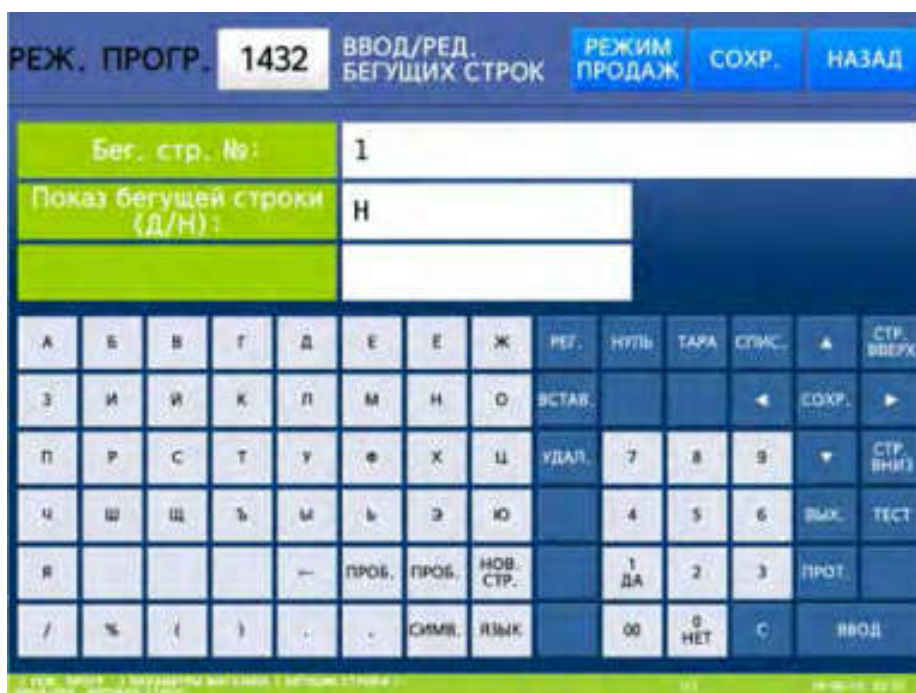 РЕЖ. ПРОГР. 1432 ВВОД/РЕД. БЕГУЩИХ СТРОК РЕЖИМ ПРОДАЖ СОХР. НАЗАД
Бег. стр. №: 1
Показ бегущей строки (Д/Н): Н
А Б В Г Д Е Ё Ж РЕГ. НУЛЬ ТАРА СПИС. ▲ СТР. ВВЕРХ
З И Й К Л М Н О ВСТАВ. ◄ СОХР. ►
П Р С Т У Ф Х Ц УДАЛ. 7 8 9 ▼ СТР. ВНИЗ
Ч Ш Щ Ъ Ы Ь Э Ю 4 5 6 ВЫХ. ТЕСТ
Я ← ПРОБ. ПРОБ. НОВ. СТР. 1 ДА 2 3 ПРОТ.
/ % ( ) СИМВ. ЯЗЫК 00 0 НЕТ С ВВОД